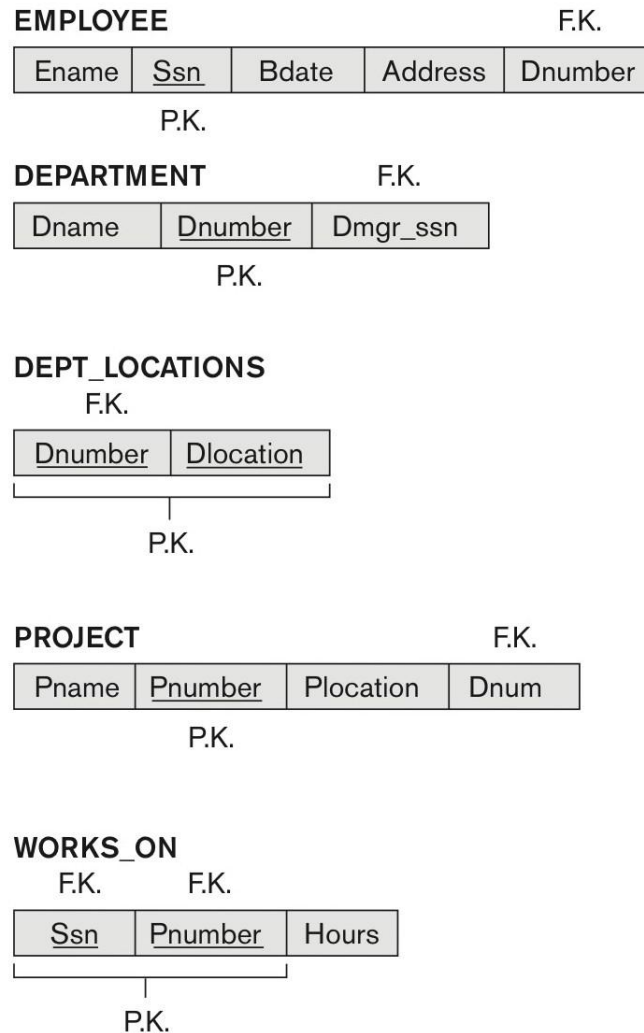 EMPLOYEE F.K.
Ename Ssn Bdate Address Dnumber
P.K.
DEPARTMENT F.K.
Dname Dnumber Dmgr_ssn
P.K.
DEPT_LOCATIONS
F.K.
Dnumber Dlocation
P.K.
PROJECT F.K.
Pname Pnumber Plocation Dnum
P.K.
WORKS_ON
F.K. F.K.
Ssn Pnumber Hours
P.K.